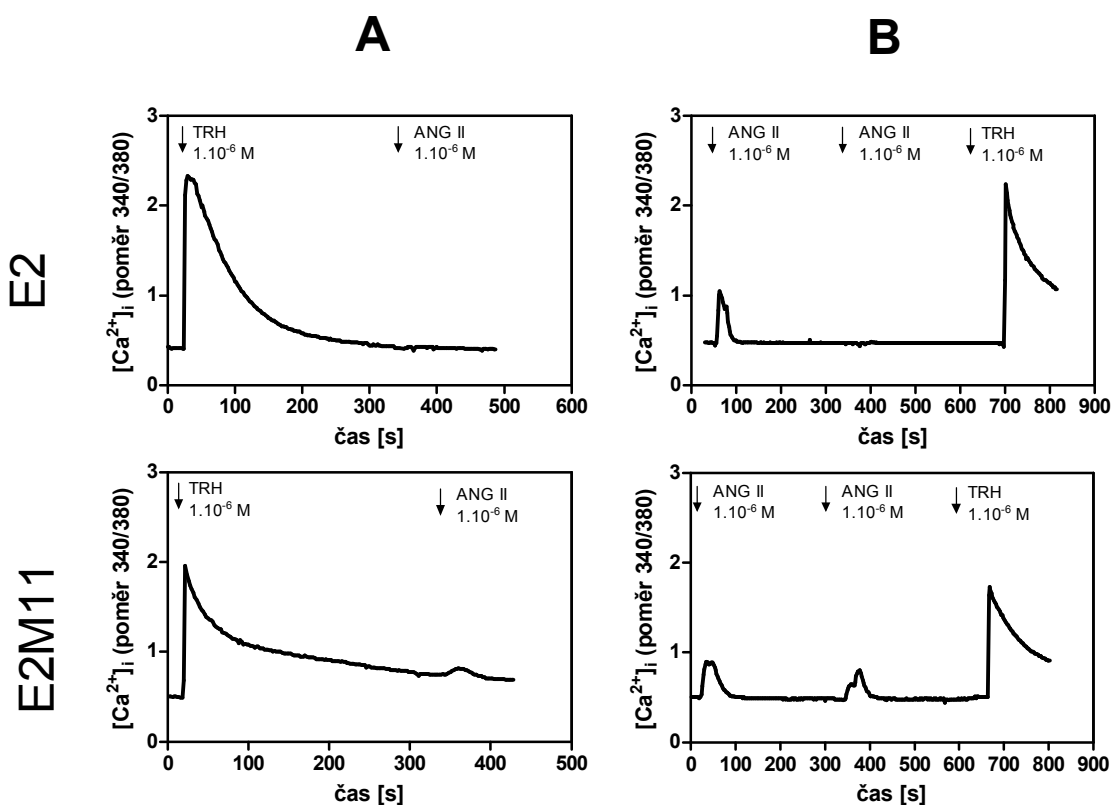 A
B
E2
[Ca²⁺]ᵢ (poměr 340/380)
3
2
1
0
TRH
1.10⁻⁶ M
ANG II
1.10⁻⁶ M
0 100 200 300 400 500 600
čas [s]
[Ca²⁺]ᵢ (poměr 340/380)
3
2
1
0
ANG II
1.10⁻⁶ M
ANG II
1.10⁻⁶ M
TRH
1.10⁻⁶ M
0 100 200 300 400 500 600 700 800 900
čas [s]
E2M11
[Ca²⁺]ᵢ (poměr 340/380)
3
2
1
0
TRH
1.10⁻⁶ M
ANG II
1.10⁻⁶ M
0 100 200 300 400 500
čas [s]
[Ca²⁺]ᵢ (poměr 340/380)
3
2
1
0
ANG II
1.10⁻⁶ M
ANG II
1.10⁻⁶ M
TRH
1.10⁻⁶ M
0 100 200 300 400 500 600 700 800 900
čas [s]